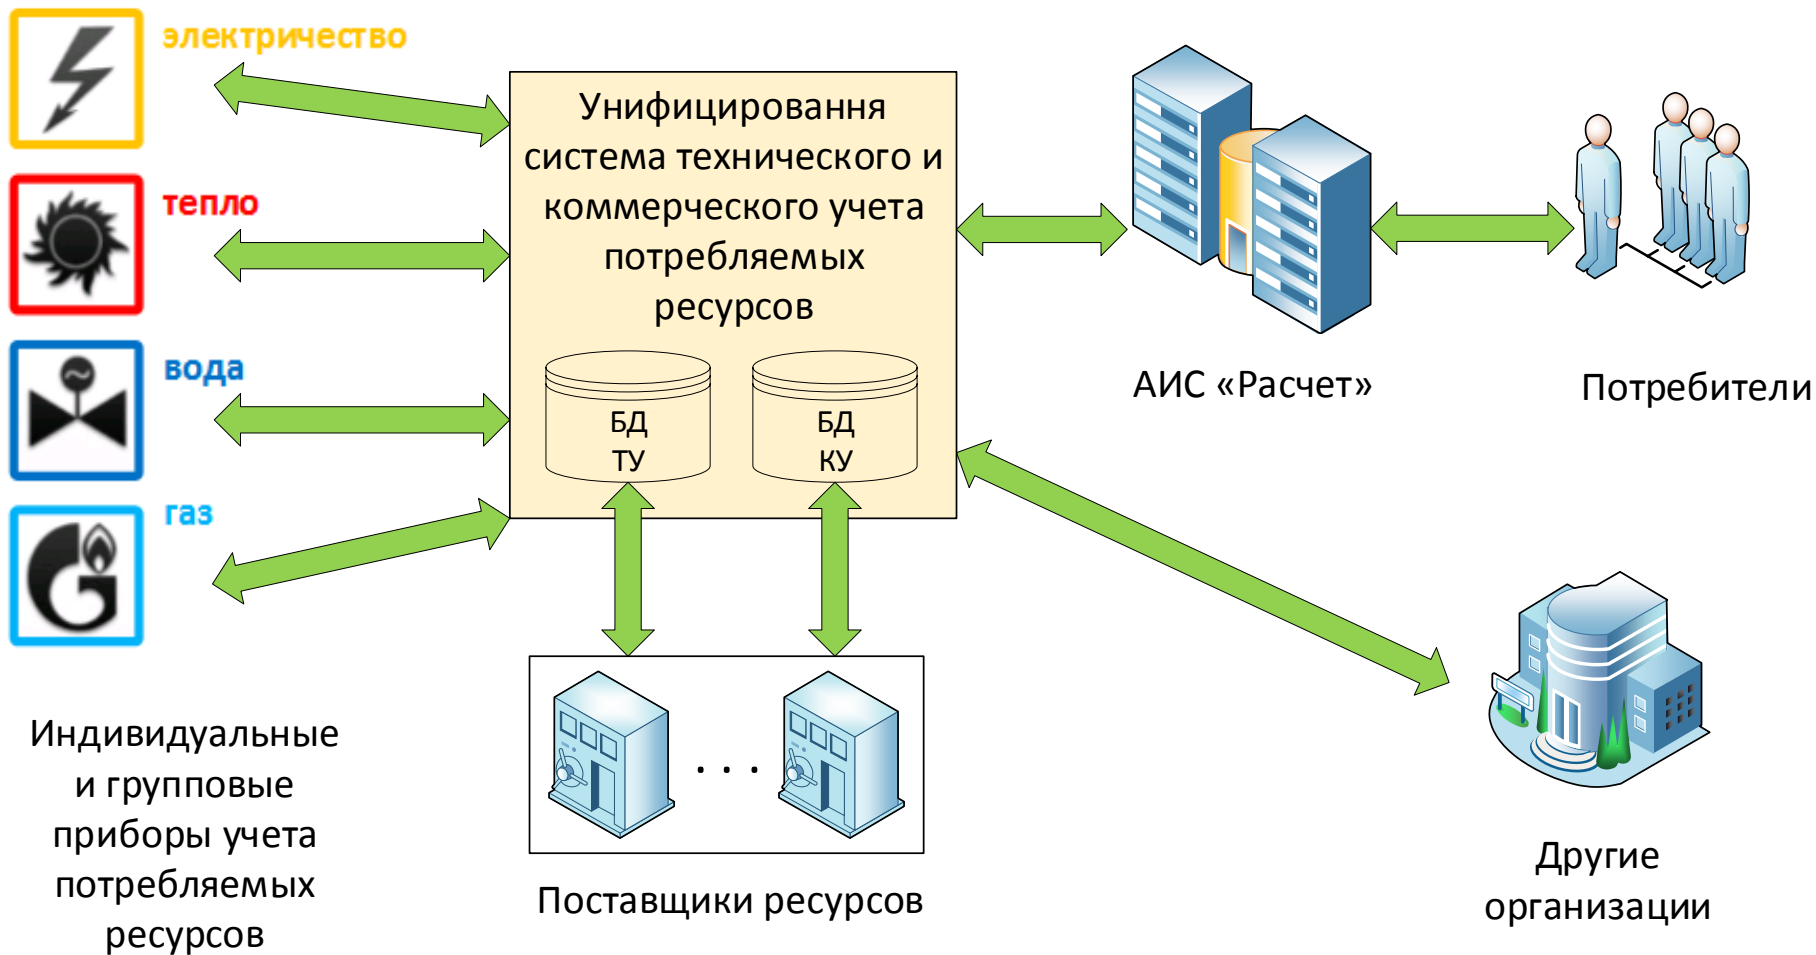 электричество
тепло
вода
газ
Индивидуальные
и групповые
приборы учета
потребляемых
ресурсов
Унифицировання
система технического и
коммерческого учета
потребляемых
ресурсов
БД
ТУ
БД
КУ
. . .
Поставщики ресурсов
АИС «Расчет»
Потребители
Другие
организации